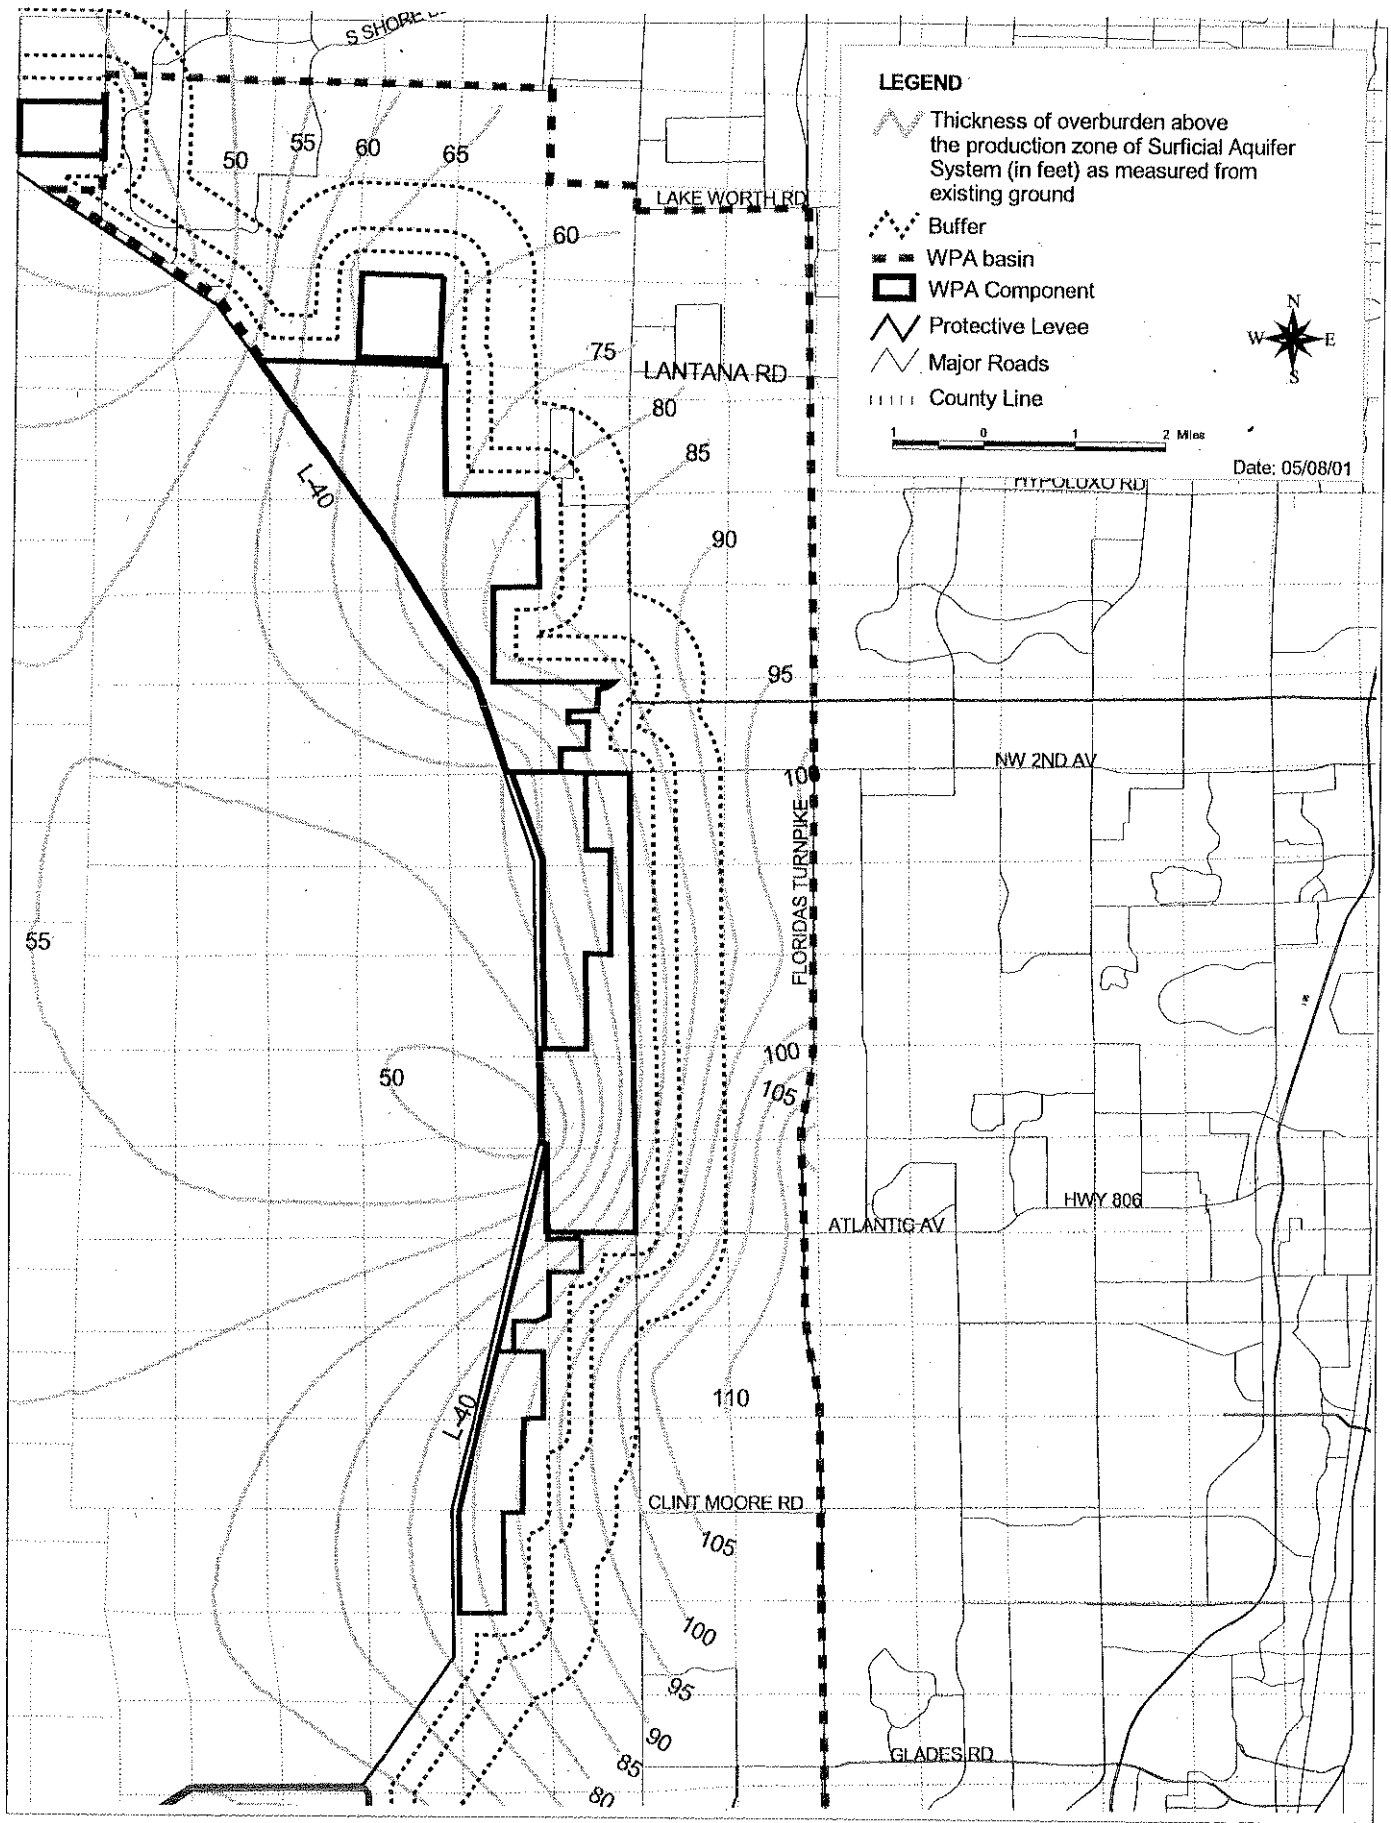 S SHORE
LEGEND
Thickness of overburden above
the production zone of Surficial Aquifer
System (in feet) as measured from
existing ground
Buffer
WPA basin
WPA Component
Protective Levee
Major Roads
County Line
N
W E
S
1 0 1 2 Miles
Date: 05/08/01
50
55
60
65
LAKE WORTH RD
60
75
LANTANA RD
80
85
L-40
HYPOLUXO RD
90
95
NW 2ND AV
100
FLORIDAS TURNPIKE
55
50
100
105
HWY 806
ATLANTIC AV
110
L-40
CLINT MOORE RD
105
100
95
90
85
80
GLADES RD